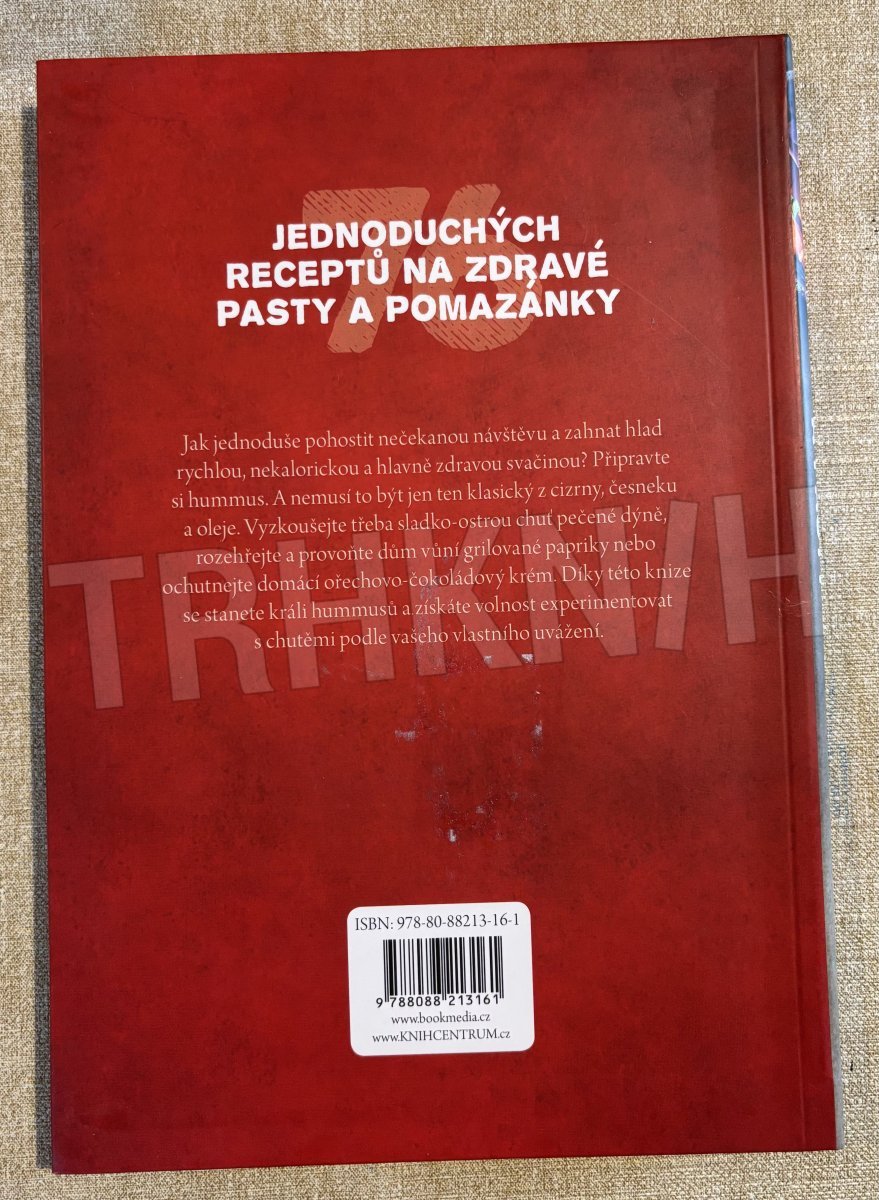 76
JEDNODUCHÝCH
RECEPTŮ NA ZDRAVÉ
PASTY A POMAZÁNKY
Jak jednoduše pohostit nečekanou návštěvu a zahnat hlad
rychlou, nekalorickou a hlavně zdravou svačinou? Připravte
si hummus. A nemusí to být jen ten klasický z cizrny, česneku
a oleje. Vyzkoušejte třeba sladko-ostrou chuť pečené dýně,
rozehřejte a provoňte dům vůní grilované papriky nebo
ochutnejte domácí ořechovo-čokoládový krém. Díky této knize
se stanete králi hummusů a získáte volnost experimentovat
s chutěmi podle vašeho vlastního uvážení.
TRHKNIH
ISBN: 978-80-88213-16-1
9 788088 213161
www.bookmedia.cz
www.KNIHCENTRUM.cz